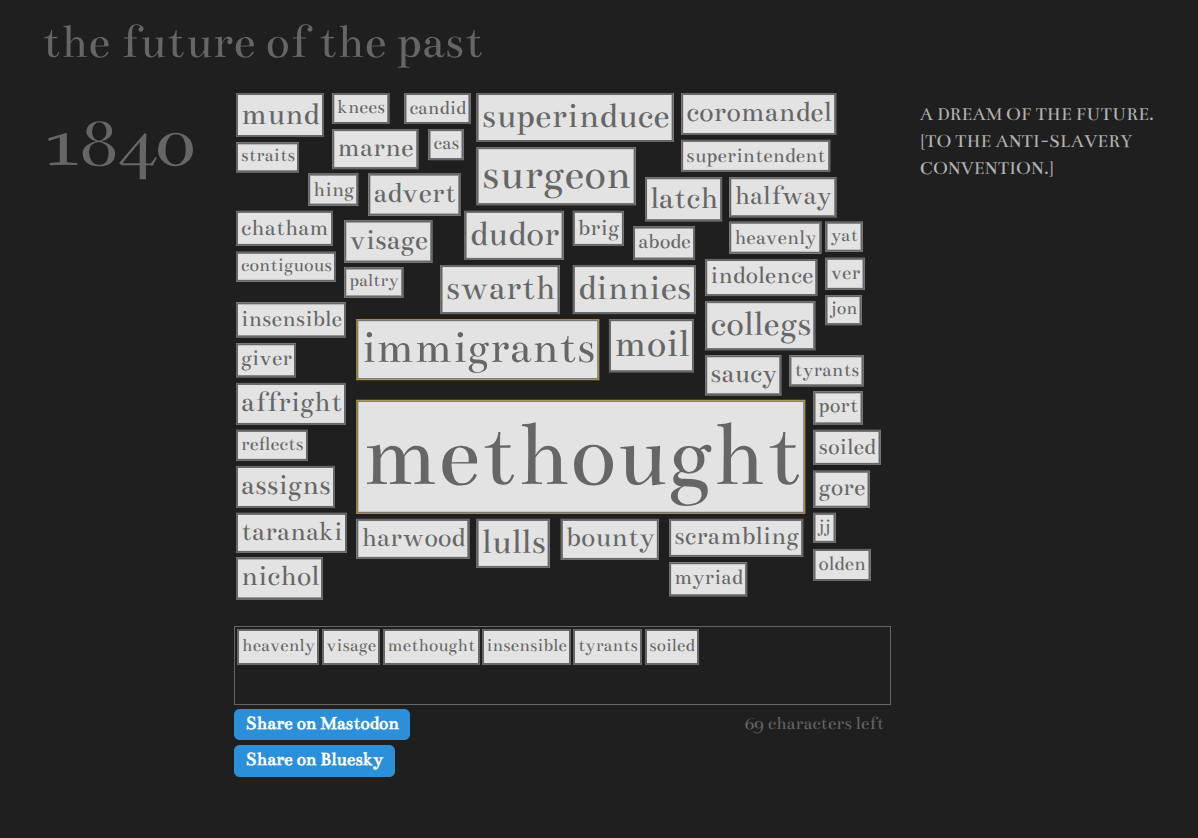 the future of the past
1840
mund knees candid superinduce coromandel
straits marne cas superintendent
hing advert surgeon latch halfway
chatham visage dudor brig abode heavenly yat
contiguous paltry swarth dinnies indolence ver
insensible immigrants moil collegs jon
giver saucy tyrants
affright methought port
reflects soiled
assigns gore
taranaki harwood lulls bounty scrambling jj
nichol myriad olden
A DREAM OF THE FUTURE.
[TO THE ANTI-SLAVERY
CONVENTION.]
heavenly visage methought insensible tyrants soiled
69 characters left
Share on Mastodon
Share on Bluesky